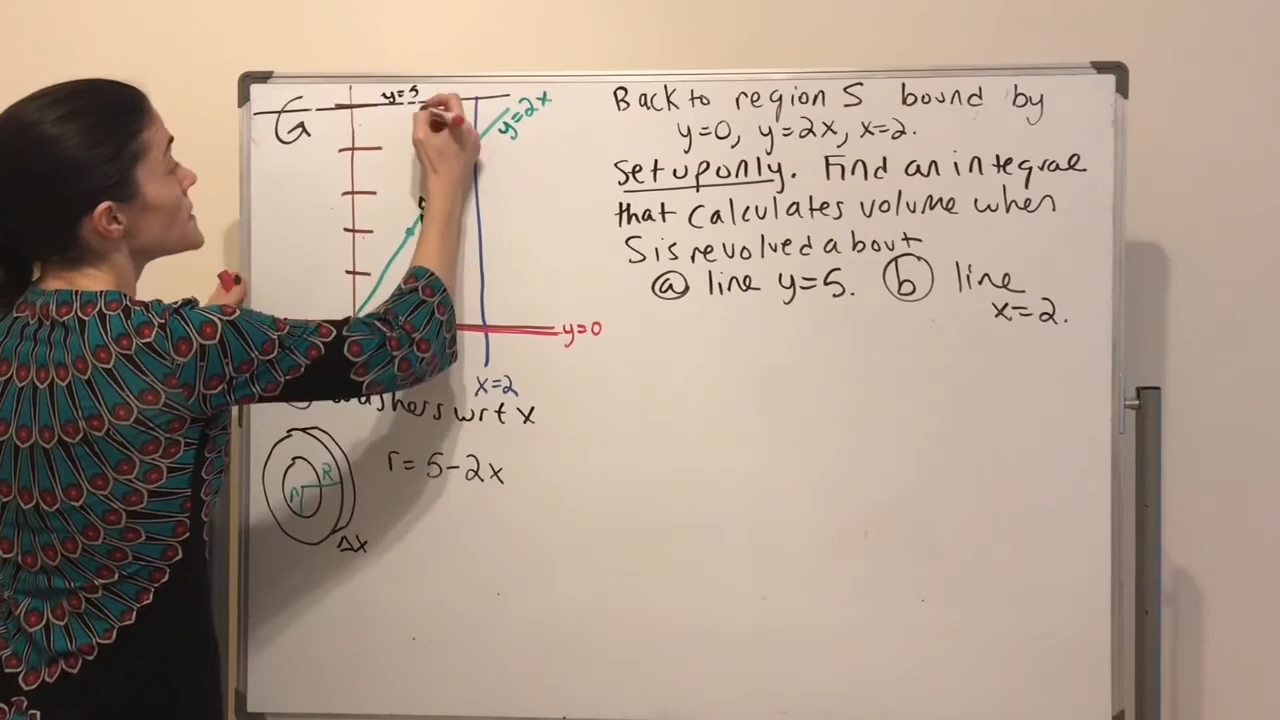 Back to region S bound by
y=0, y=2x, x=2.
set up only. Find an integral
that calculates volume when
S is revolved about
ⓐ line y=5. ⓑ line
x=2.
y=5
y=2x
y=0
x=2
washers wrt x
r = 5-2x
R
r
Δx